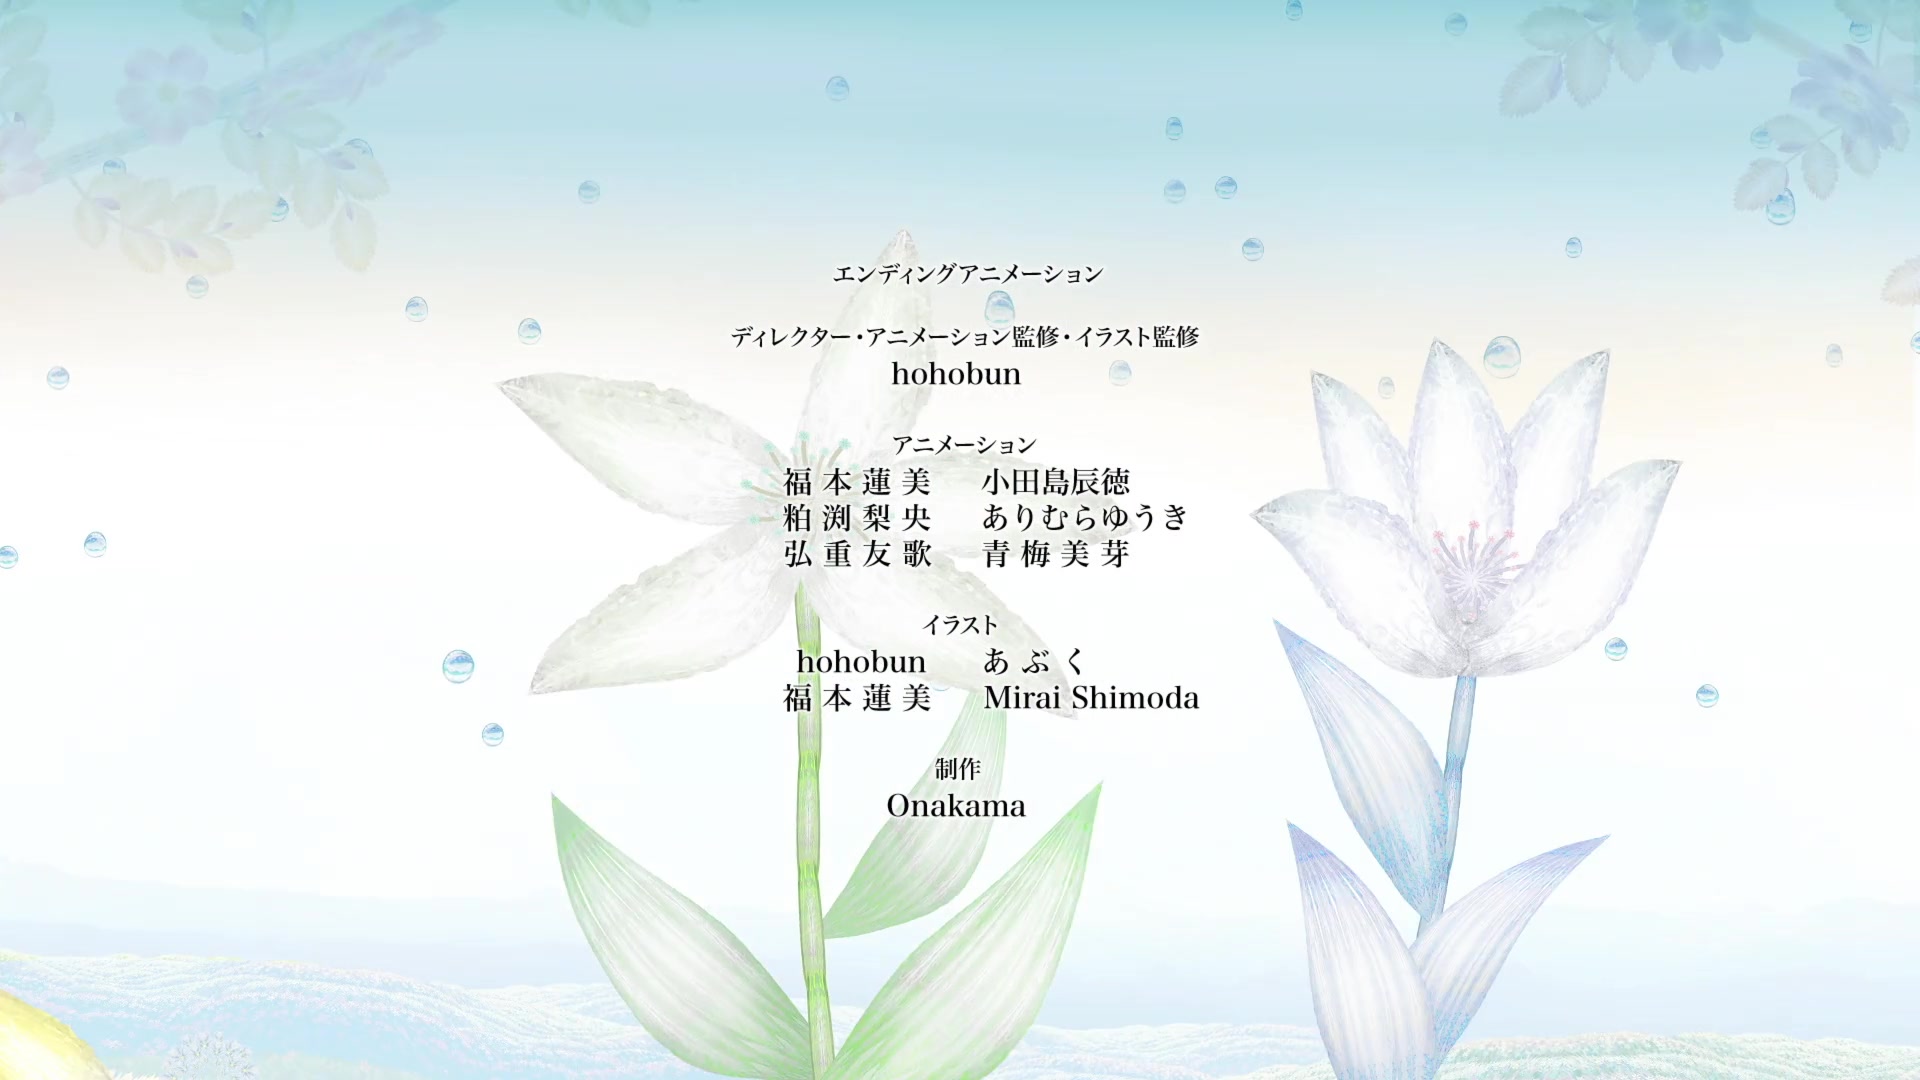 エンディングアニメーション
ディレクター・アニメーション監修・イラスト監修
hohobun
アニメーション
福本蓮美 小田島辰徳
粕渕梨央 ありむらゆうき
弘重友歌 青梅美芽
イラスト
hohobun あぶく
福本蓮美 Mirai Shimoda
制作
Onakama